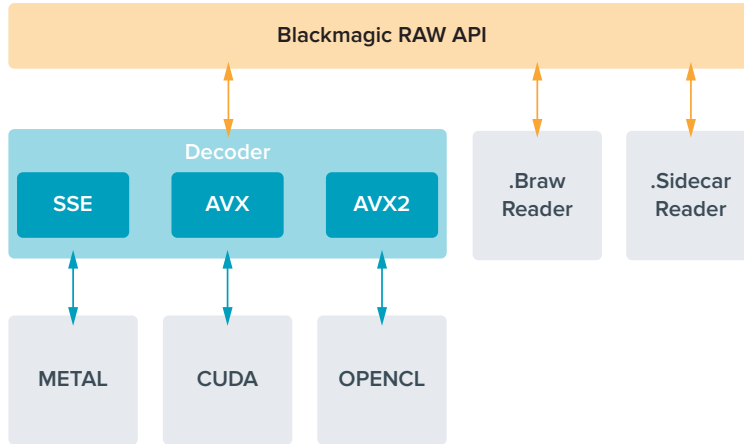 Blackmagic RAW API
Decoder
SSE
AVX
AVX2
.Braw
Reader
.Sidecar
Reader
METAL
CUDA
OPENCL